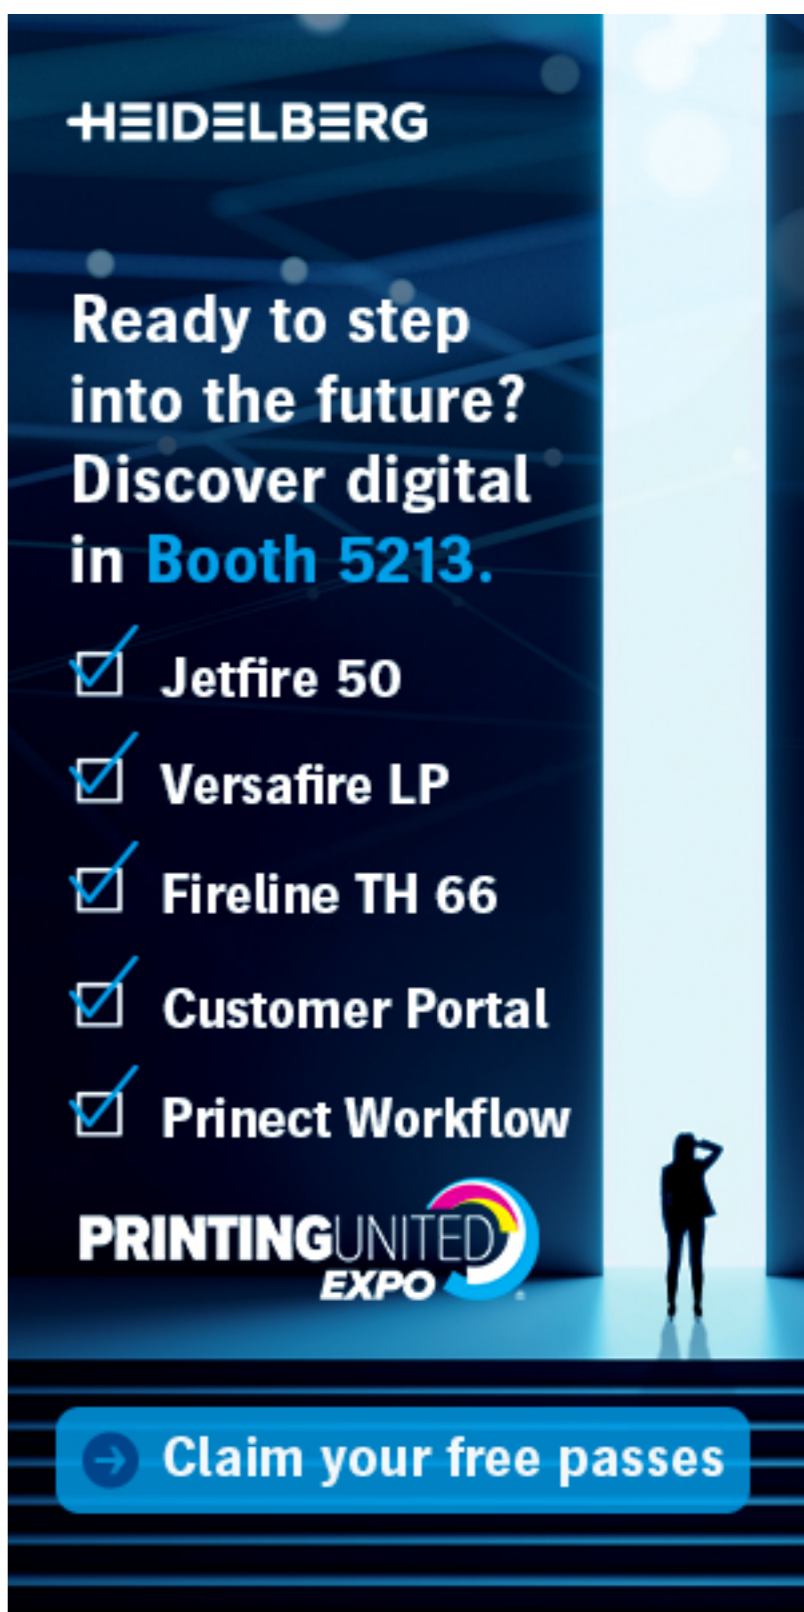 HEIDELBERG
Ready to step
into the future?
Discover digital
in Booth 5213.
Jetfire 50
Versafire LP
Fireline TH 66
Customer Portal
Prinect Workflow
PRINTINGUNITED
EXPO
Claim your free passes